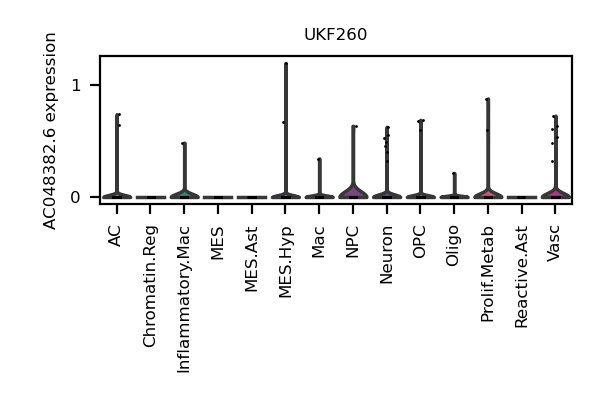 UKF260
AC048382.6 expression
1
0
AC
Chromatin.Reg
Inflammatory.Mac
MES
MES.Ast
MES.Hyp
Mac
NPC
Neuron
OPC
Oligo
Prolif.Metab
Reactive.Ast
Vasc